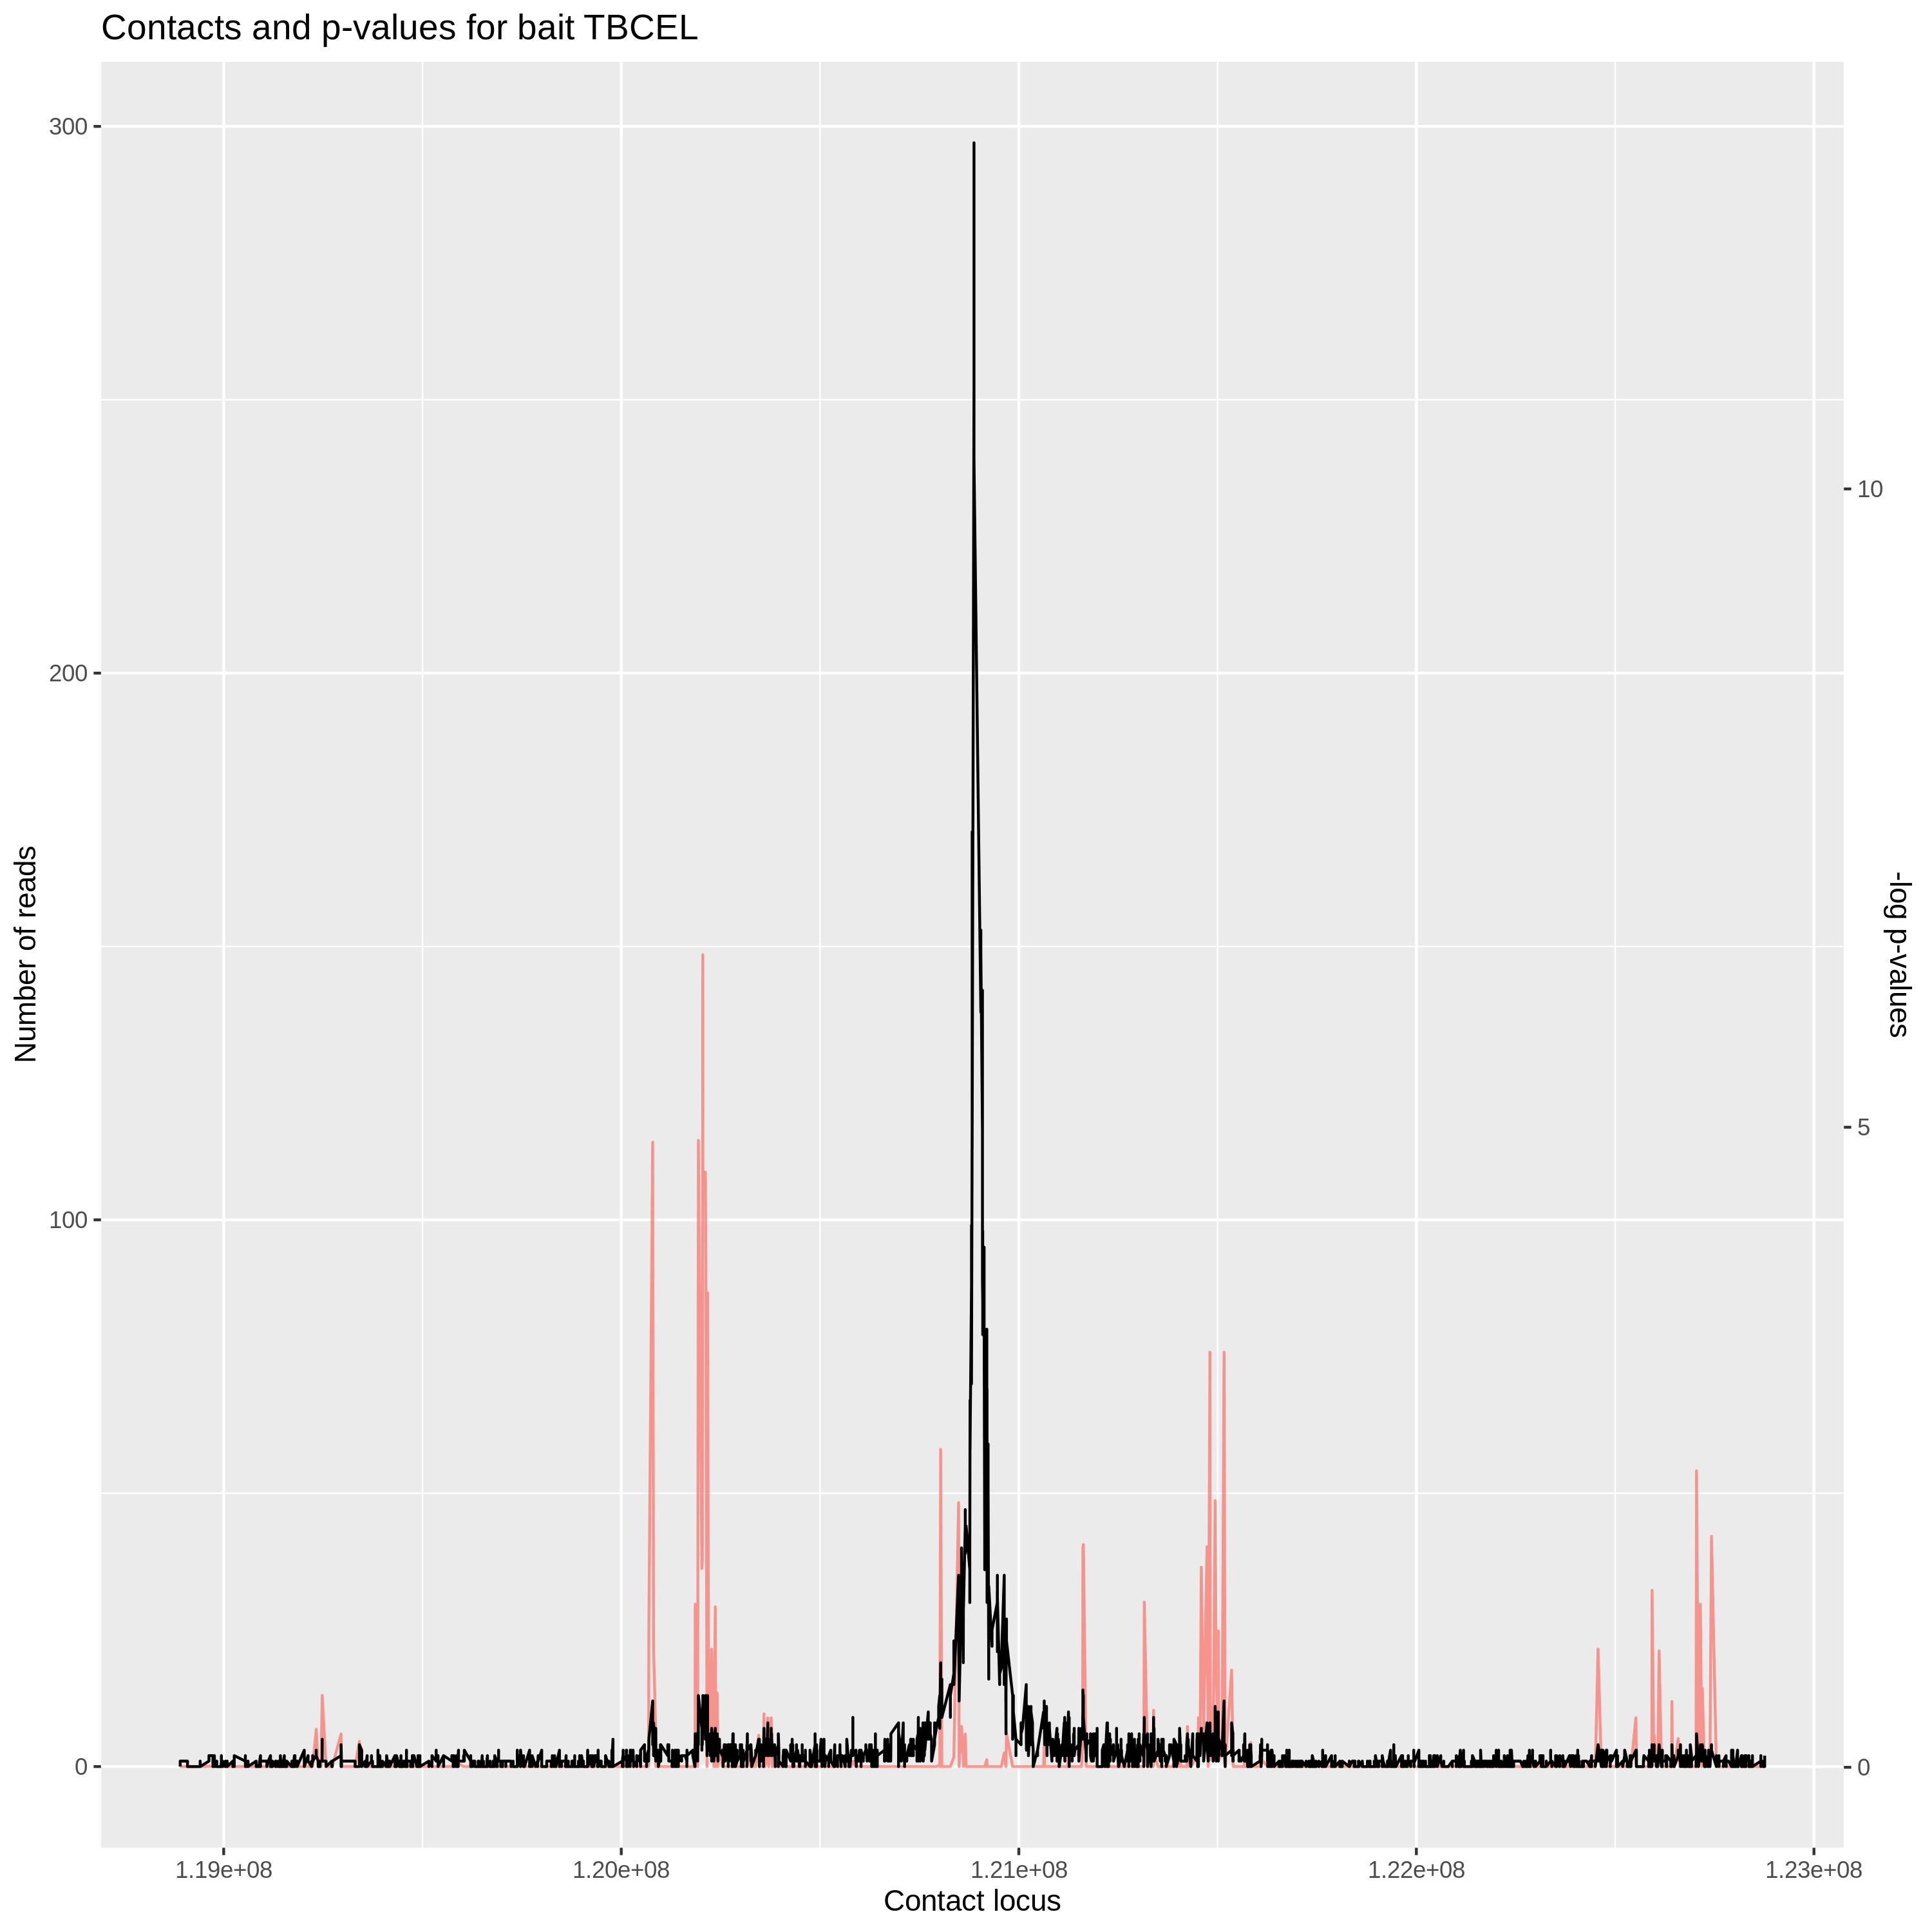 Contacts and p-values for bait TBCEL
300
200
100
0
Number of reads
10
5
0
-log p-values
1.19e+08 1.20e+08 1.21e+08 1.22e+08 1.23e+08
Contact locus